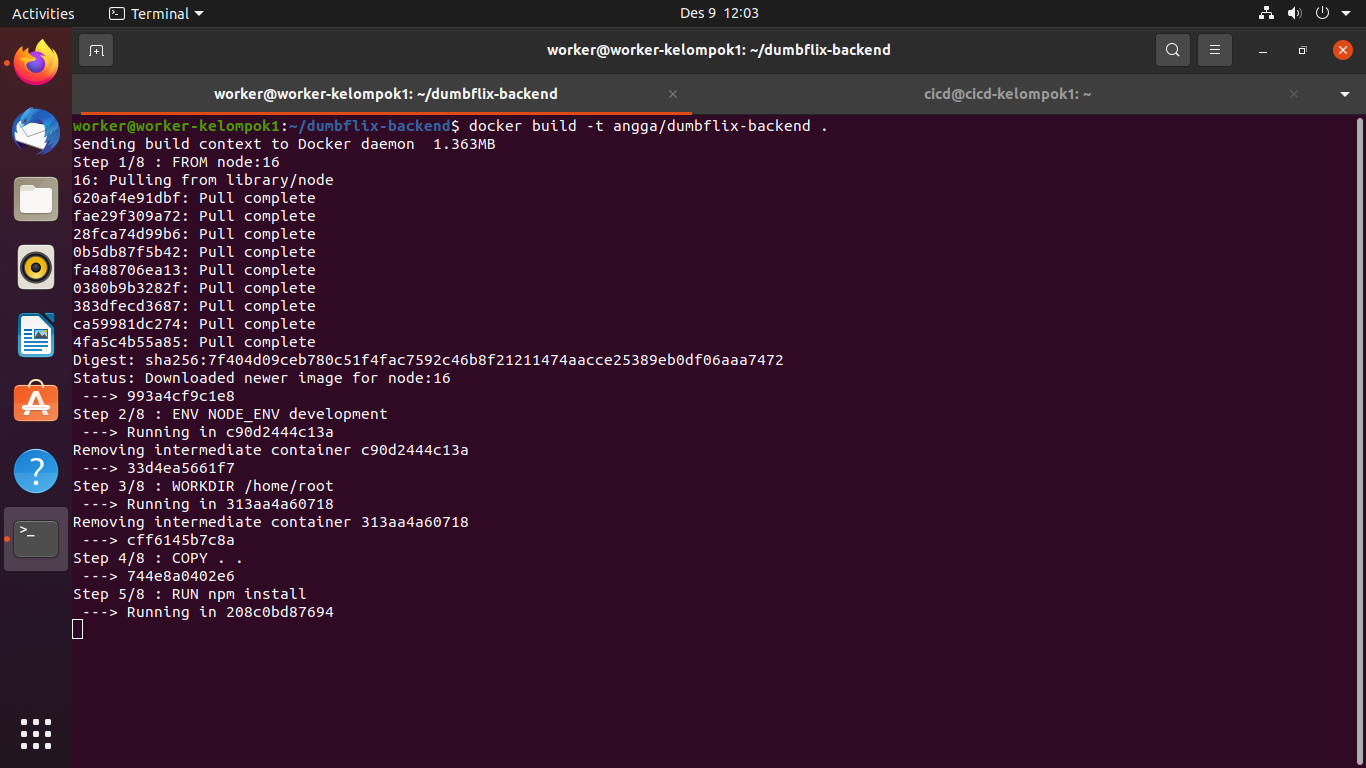 Activities
Terminal
Des 9 12:03
worker@worker-kelompok1: ~/dumbflix-backend
worker@worker-kelompok1: ~/dumbflix-backend
cicd@cicd-kelompok1: ~
worker@worker-kelompok1:~/dumbflix-backend$ docker build -t angga/dumbflix-backend .
Sending build context to Docker daemon  1.363MB
Step 1/8 : FROM node:16
16: Pulling from library/node
620af4e91dbf: Pull complete
fae29f309a72: Pull complete
28fca74d99b6: Pull complete
0b5db87f5b42: Pull complete
fa488706ea13: Pull complete
0380b9b3282f: Pull complete
383dfecd3687: Pull complete
ca59981dc274: Pull complete
4fa5c4b55a85: Pull complete
Digest: sha256:7f404d09ceb780c51f4fac7592c46b8f21211474aacce25389eb0df06aaa7472
Status: Downloaded newer image for node:16
 ---> 993a4cf9c1e8
Step 2/8 : ENV NODE_ENV development
 ---> Running in c90d2444c13a
Removing intermediate container c90d2444c13a
 ---> 33d4ea5661f7
Step 3/8 : WORKDIR /home/root
 ---> Running in 313aa4a60718
Removing intermediate container 313aa4a60718
 ---> cff6145b7c8a
Step 4/8 : COPY . .
 ---> 744e8a0402e6
Step 5/8 : RUN npm install
 ---> Running in 208c0bd87694